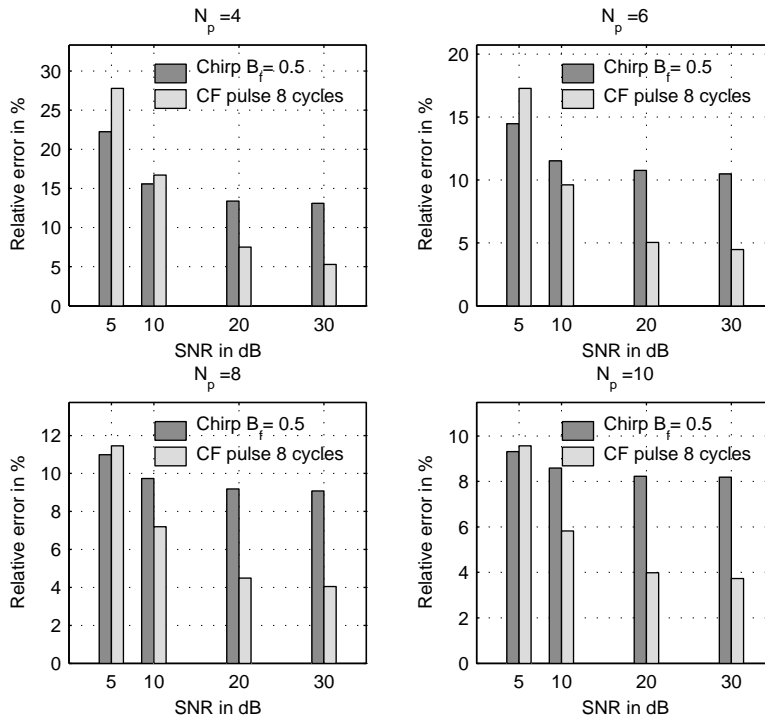 N_p =4
Relative error in %
30
25
20
15
10
5
0
Chirp B_f = 0.5
CF pulse 8 cycles
5 10 20 30
SNR in dB
N_p =6
Relative error in %
20
15
10
5
0
Chirp B_f = 0.5
CF pulse 8 cycles
5 10 20 30
SNR in dB
N_p =8
Relative error in %
12
10
8
6
4
2
0
Chirp B_f = 0.5
CF pulse 8 cycles
5 10 20 30
SNR in dB
N_p =10
Relative error in %
10
8
6
4
2
0
Chirp B_f = 0.5
CF pulse 8 cycles
5 10 20 30
SNR in dB